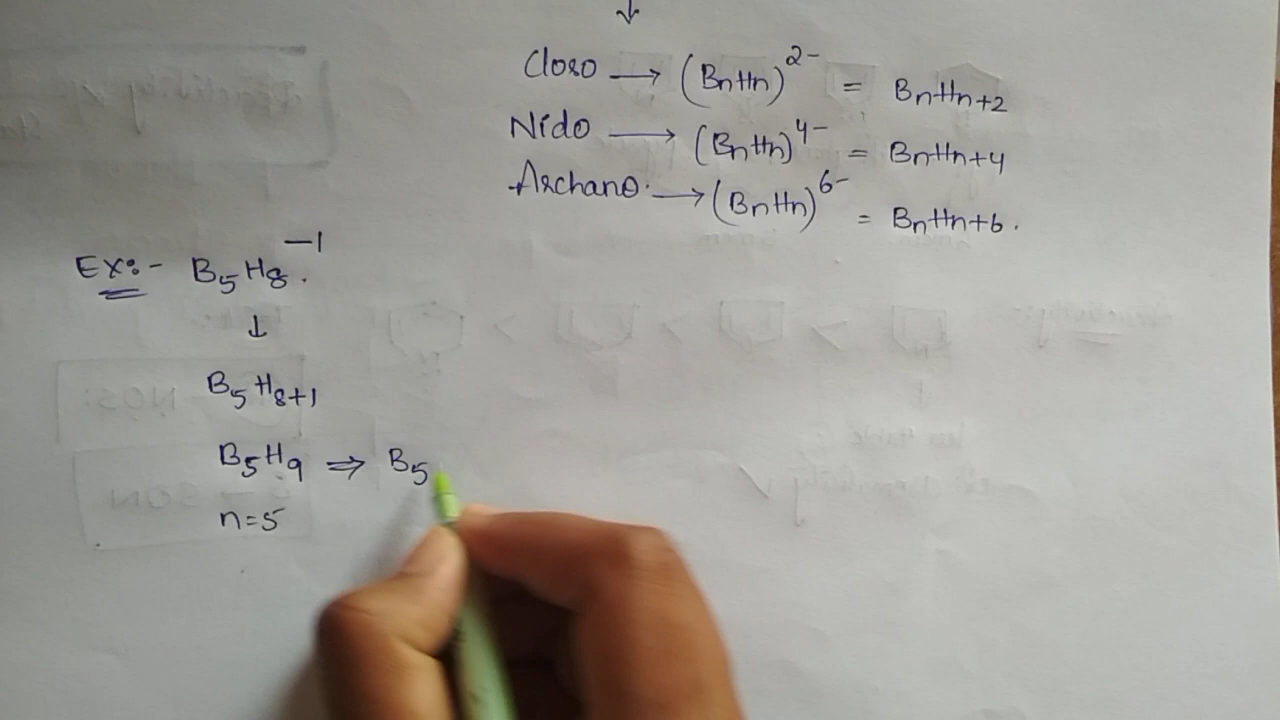 Closo → (BnHn)2- = BnHn+2
Nido → (BnHn)4- = BnHn+4
Archano. → (BnHn)6- = BnHn+6.
Ex:- B5H8. -1
↓
B5H8+1
B5H9 ⇒ B5
n=5